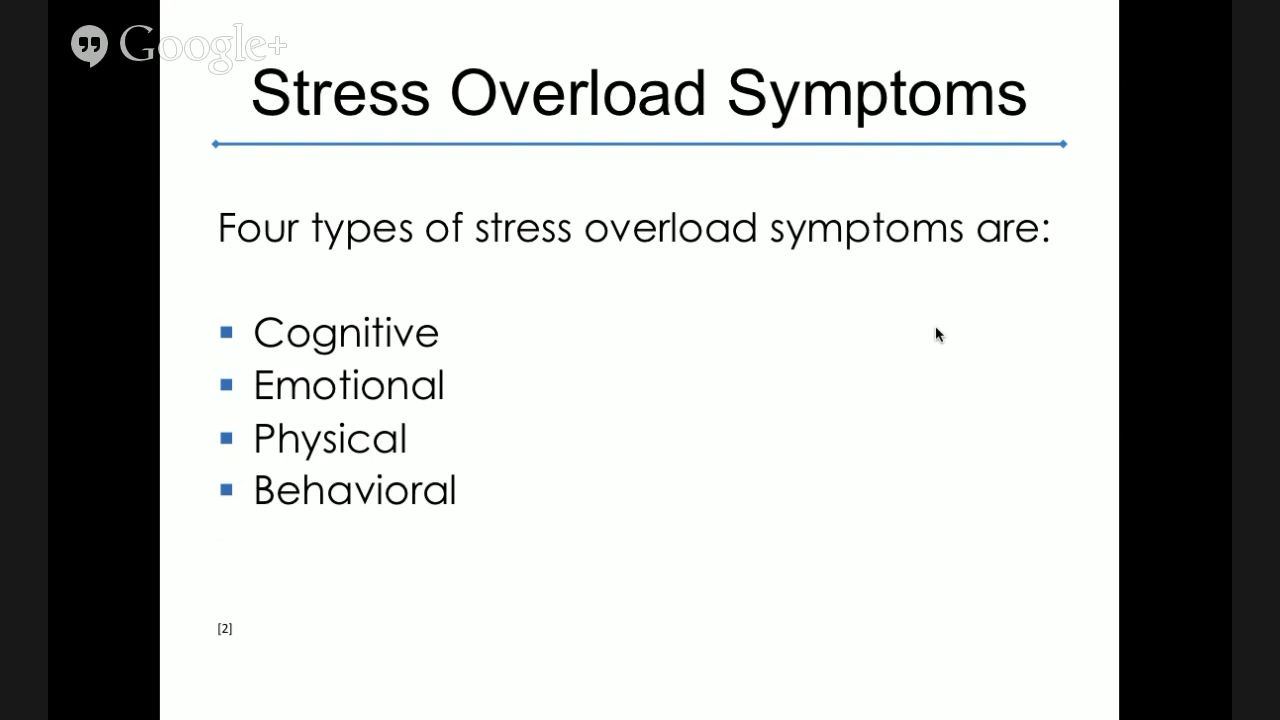 Google+
Stress Overload Symptoms
Four types of stress overload symptoms are:
Cognitive
Emotional
Physical
Behavioral
[2]